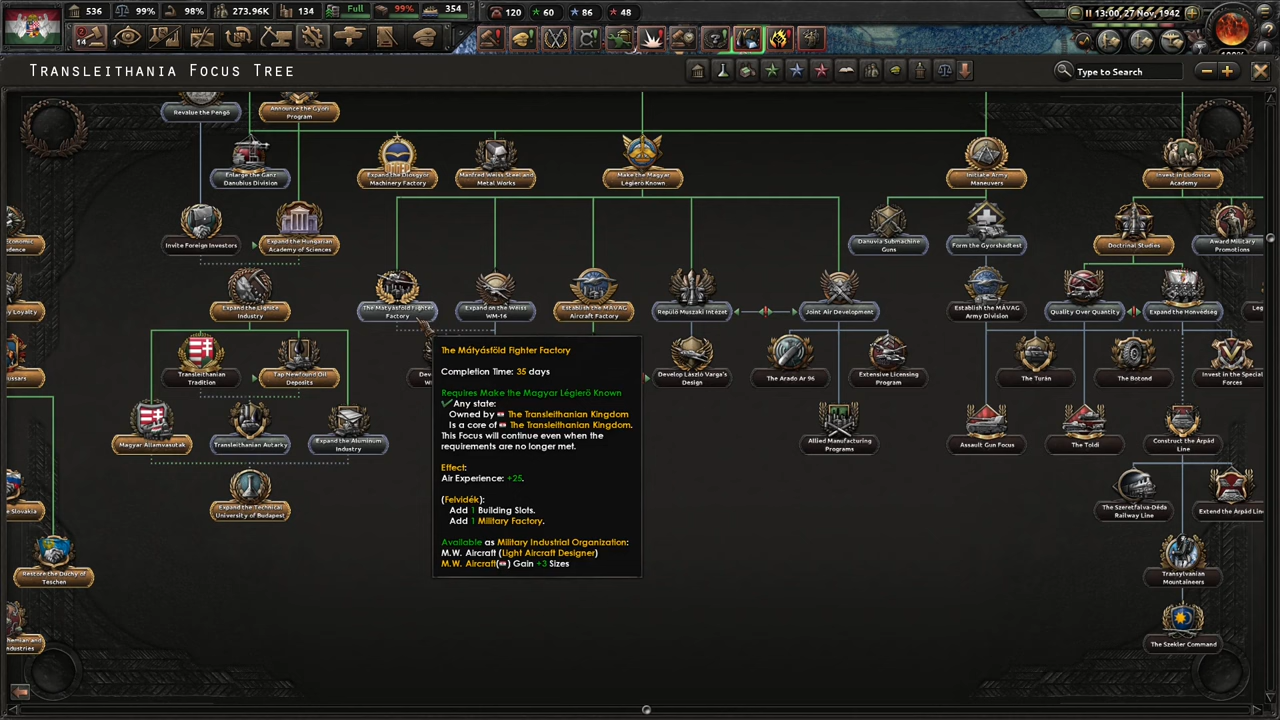 536
99%
98%
273.96K
134
Full
99%
354
120
60
86
48
13:00, 27 Nov, 1942
2
14
1
100%
TRANSLEITHANIA FOCUS TREE
Type to Search
Revalue the Pengő
Announce the Győri
Program
Enlarge the Ganz
Danubius Division
Expand the Diósgyőr
Machinery Factory
Manfred Weiss Steel and
Metal Works
Make the Magyar
Légierő Known
Initiate Army
Maneuvers
Invest in Ludovica
Academy
Invite Foreign Investors
Expand the Hungarian
Academy of Sciences
Danuvia Submachine
Guns
Form the Gyorshadtest
Doctrinal Studies
Award Military
Promotions
Expand the Lignite
Industry
The Mátyásföld Fighter
Factory
Expand on the Weiss
WM-16
Establish the MÁVAG
Aircraft Factory
Repülő Muszaki Intézet
Joint Air Development
Establish the MÁVAG
Army Division
Quality Over Quantity
Expand the Honvédség
Transleithanian
Tradition
Tap Newfound Oil
Deposits
The Mátyásföld Fighter Factory
Completion Time: 35 days
Requires Make the Magyar Légierő Known
Any state:
Owned by The Transleithanian Kingdom
Is a core of The Transleithanian Kingdom.
This Focus will continue even when the
requirements are no longer met.
Effect:
Air Experience: +25.
(Felvidék):
Add 1 Building Slots.
Add 1 Military Factory.
Available as Military Industrial Organization:
M.W. Aircraft (Light Aircraft Designer)
M.W. Aircraft() Gain +3 Sizes
Develop László Varga's
Design
The Arado Ar 96
Extensive Licensing
Program
The Turán
The Botond
Invest in the Special
Forces
Magyar Államvasutak
Transleithanian Autarky
Expand the Aluminum
Industry
Allied Manufacturing
Programs
Assault Gun Focus
The Toldi
Construct the Árpád
Line
Expand the Technical
University of Budapest
The Szeretfalva-Déda
Railway Line
Extend the Árpád Line
Restore the Duchy of
Teschen
Transylvanian
Mountaineers
The Szekler Command